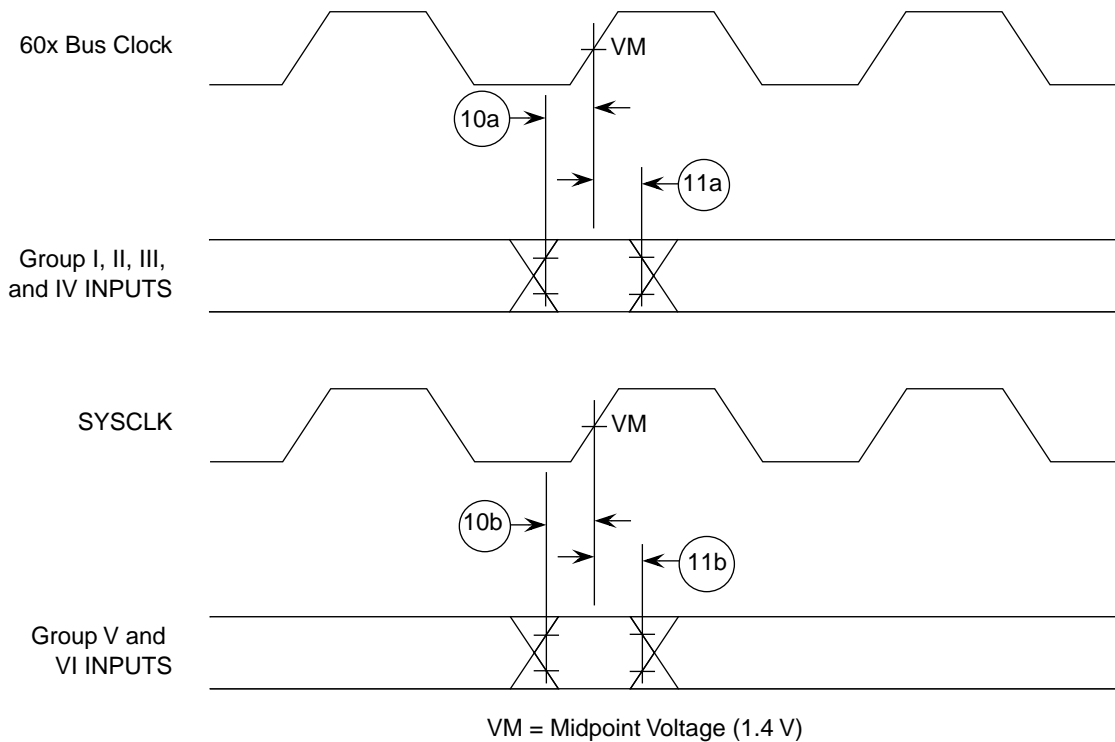 60x Bus Clock
VM
10a
11a
Group I, II, III,
and IV INPUTS
SYSCLK
VM
10b
11b
Group V and
VI INPUTS
VM = Midpoint Voltage (1.4 V)